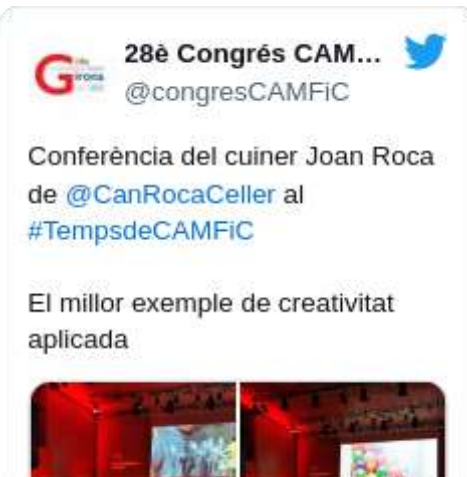 28è Congrés CAM...
Girona
@congresCAMFiC
Conferència del cuiner Joan Roca
de @CanRocaCeller al
#TempsdeCAMFiC
El millor exemple de creativitat
aplicada